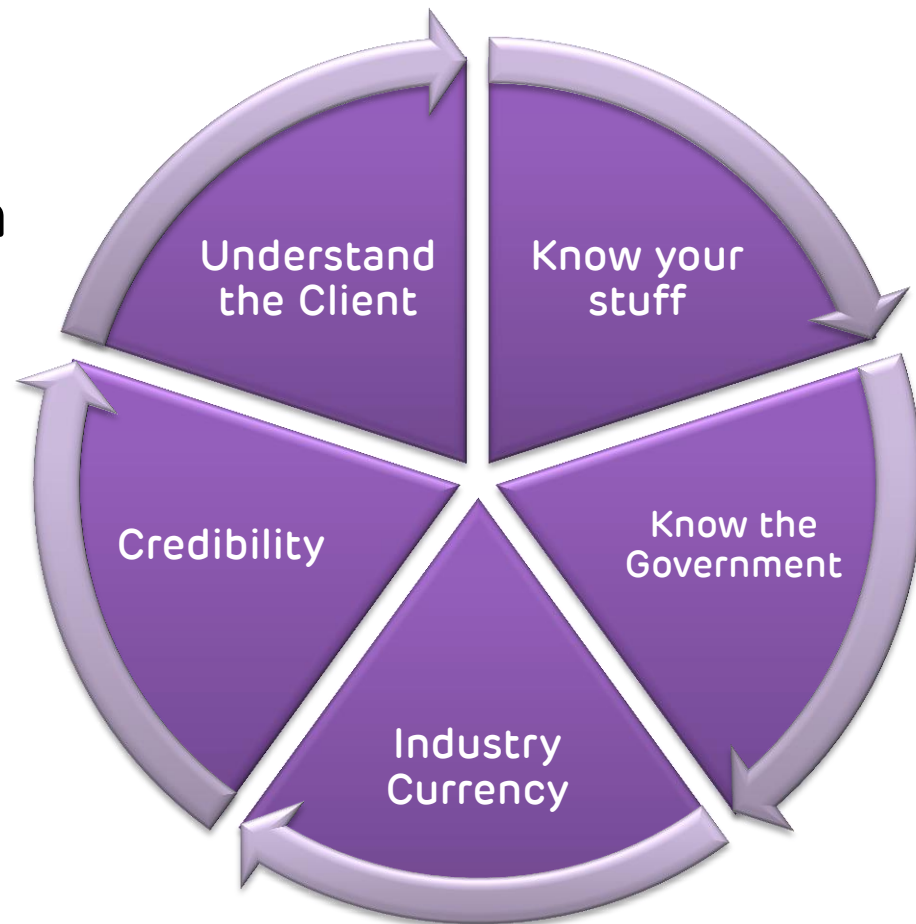 Understand
the Client
Know your
stuff
Know the
Government
Industry
Currency
Credibility